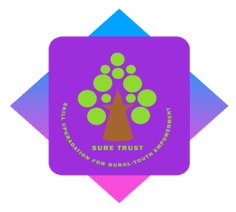 SURE TRUST
SKILL UPGRADATION FOR RURAL-YOUTH EMPOWERMENT